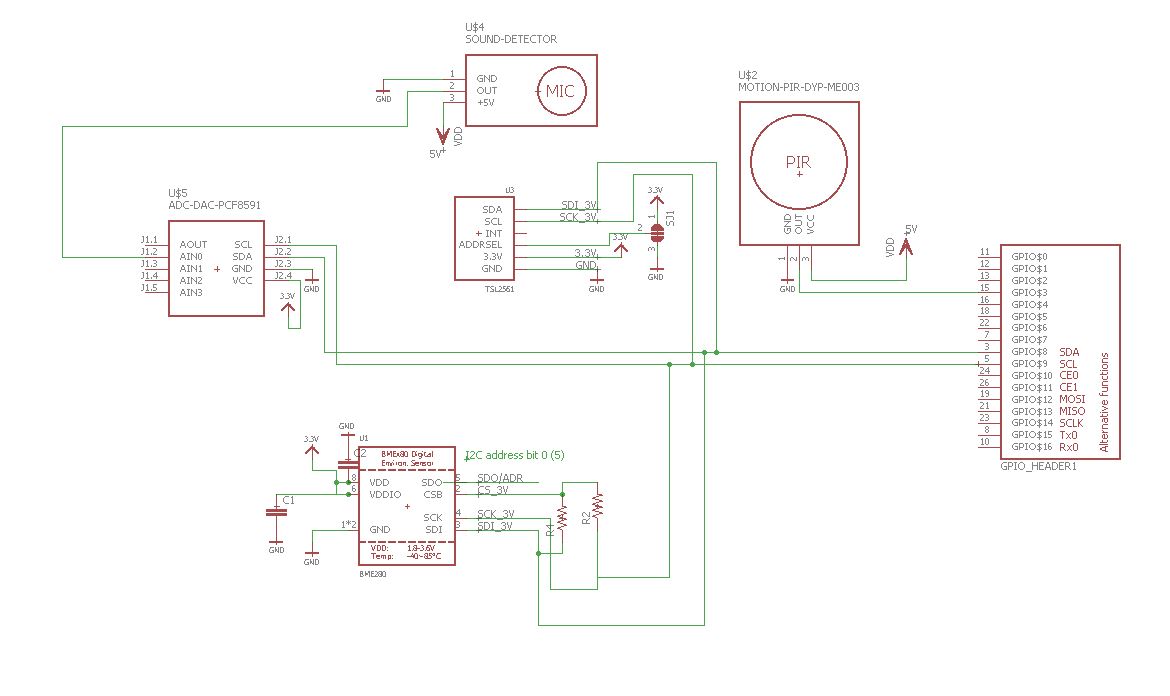 U$4
SOUND-DETECTOR
1 GND
2 OUT
3 +5V
MIC
GND
5V
VDD
U$2
MOTION-PIR-DYP-ME003
PIR
GND
OUT
VCC
1
2
3
GND
VDD
5V
U$5
ADC-DAC-PCF8591
J1.1 AOUT SCL J2.1
J1.2 AIN0 SDA J2.2
J1.3 AIN1 GND J2.3
J1.4 AIN2 VCC J2.4
J1.5 AIN3
GND
3.3V
U3
SDA SDI_3V
SCL SCK_3V
INT
ADDRSEL
3.3V 3.3V
GND GND
TSL2561
3.3V
SJ1
1
2
3
GND
3.3V
GND
11 GPIO$0
12 GPIO$1
13 GPIO$2
15 GPIO$3
16 GPIO$4
18 GPIO$5
22 GPIO$6
7 GPIO$7
3 GPIO$8 SDA
5 GPIO$9 SCL
24 GPIO$10 CE0
26 GPIO$11 CE1
19 GPIO$12 MOSI
21 GPIO$13 MISO
23 GPIO$14 SCLK
8 GPIO$15 Tx0
10 GPIO$16 Rx0
Alternative functions
GPIO_HEADER1
GND
3.3V
C2
U1
BMEx80 Digital
Environ. Sensor
I2C address bit 0 (5)
8 VDD SDO 5 SDO/ADR
6 VDDIO CSB 2 CS_3V
SCK 4 SCK_3V
1*2 GND SDI 3 SDI_3V
VDD: 1.8-3.6V
Temp: -40-85°C
BME280
C1
GND
GND
R4
R2